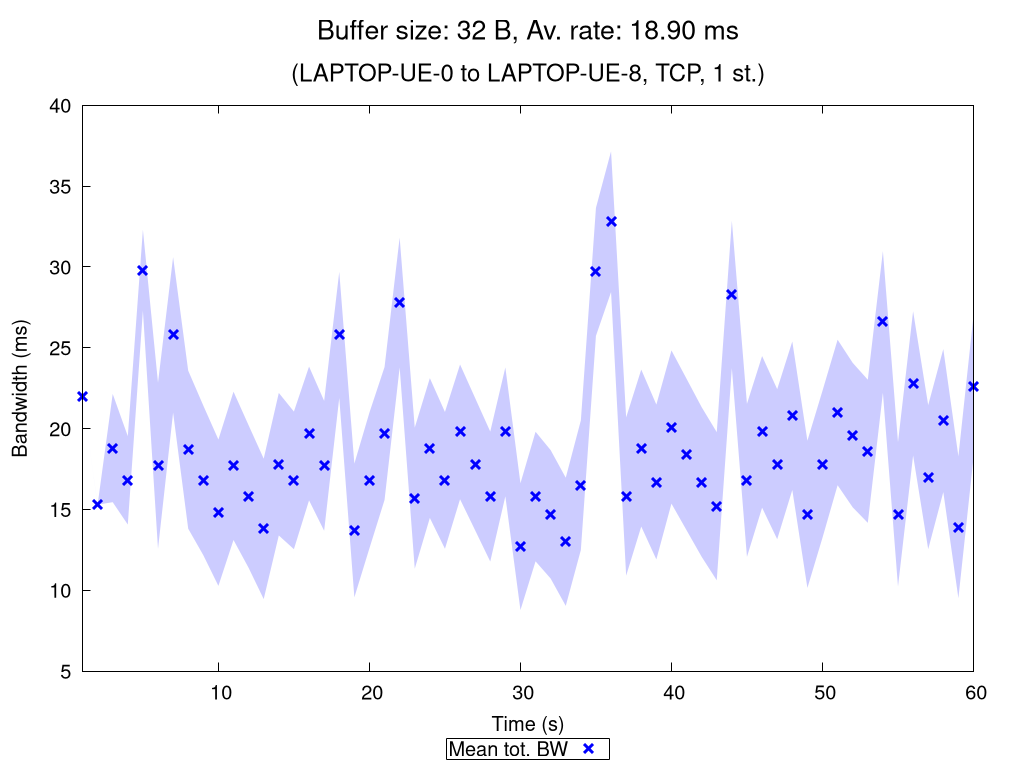 Buffer size: 32 B, Av. rate: 18.90 ms
(LAPTOP-UE-0 to LAPTOP-UE-8, TCP, 1 st.)
40
35
30
25
20
15
10
5
Bandwidth (ms)
10 20 30 40 50 60
Time (s)
Mean tot. BW